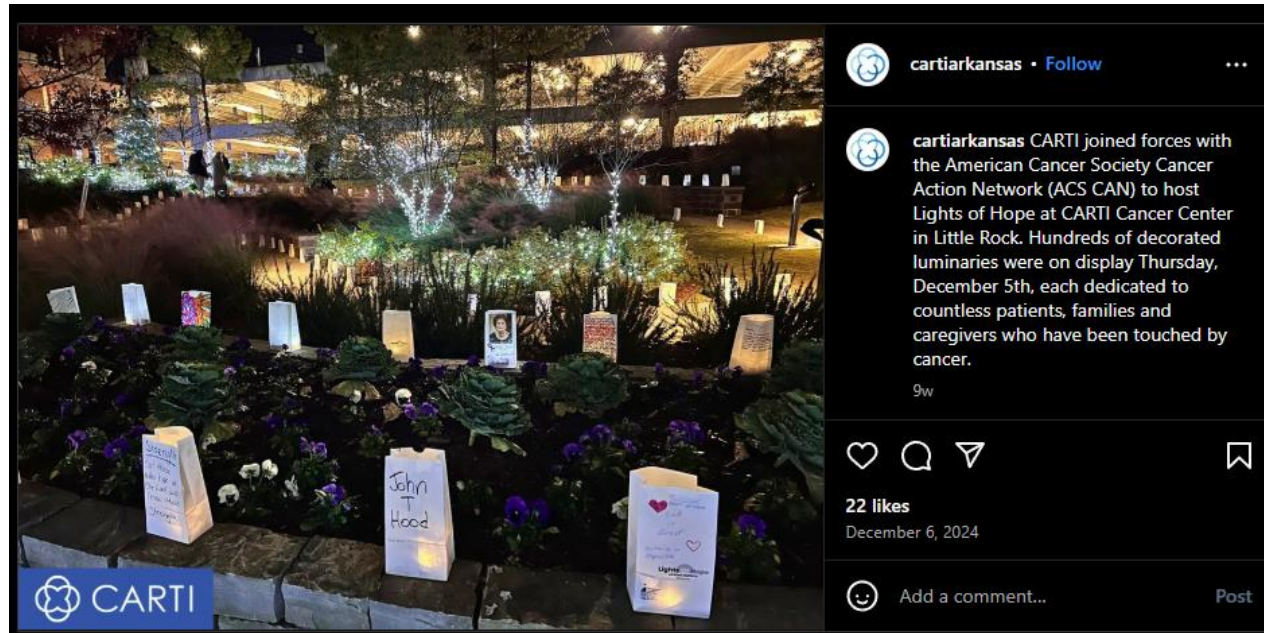 cartiarkansas • Follow
cartiarkansas CARTI joined forces with
the American Cancer Society Cancer
Action Network (ACS CAN) to host
Lights of Hope at CARTI Cancer Center
in Little Rock. Hundreds of decorated
luminaries were on display Thursday,
December 5th, each dedicated to
countless patients, families and
caregivers who have been touched by
cancer.
9w
22 likes
December 6, 2024
Add a comment...
Post
John
T
Hood
Lights
CARTI